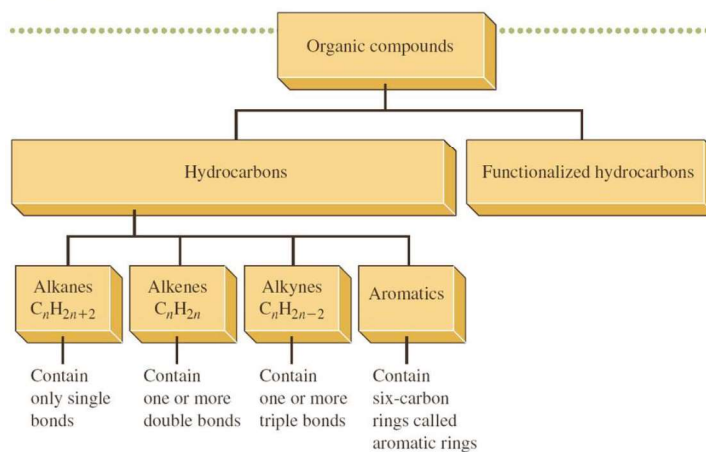 Organic compounds
Hydrocarbons
Functionalized hydrocarbons
Alkanes
CₙH₂ₙ₊₂
Alkenes
CₙH₂ₙ
Alkynes
CₙH₂ₙ₋₂
Aromatics
Contain
only single
bonds
Contain
one or more
double bonds
Contain
one or more
triple bonds
Contain
six-carbon
rings called
aromatic rings